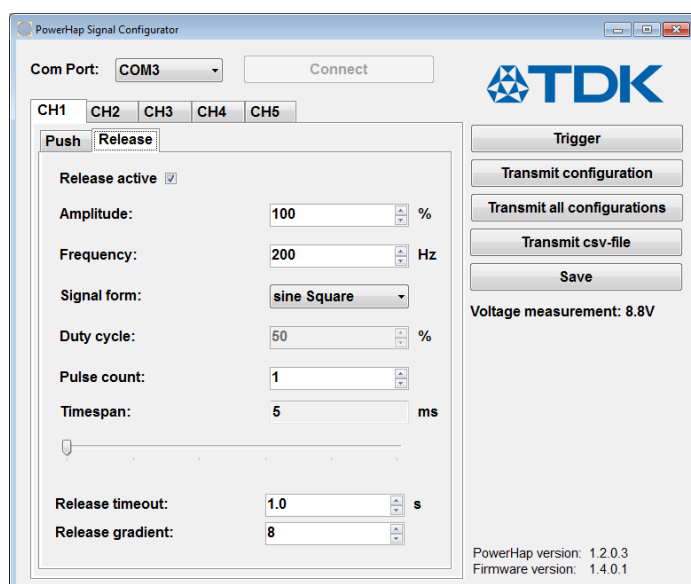 PowerHap Signal Configurator
Com Port: COM3 Connect
TDK
CH1 CH2 CH3 CH4 CH5
Push Release
Release active
Amplitude: 100 %
Frequency: 200 Hz
Signal form: sine Square
Duty cycle: 50 %
Pulse count: 1
Timespan: 5 ms
Release timeout: 1.0 s
Release gradient: 8
Trigger
Transmit configuration
Transmit all configurations
Transmit csv-file
Save
Voltage measurement: 8.8V
PowerHap version: 1.2.0.3
Firmware version: 1.4.0.1